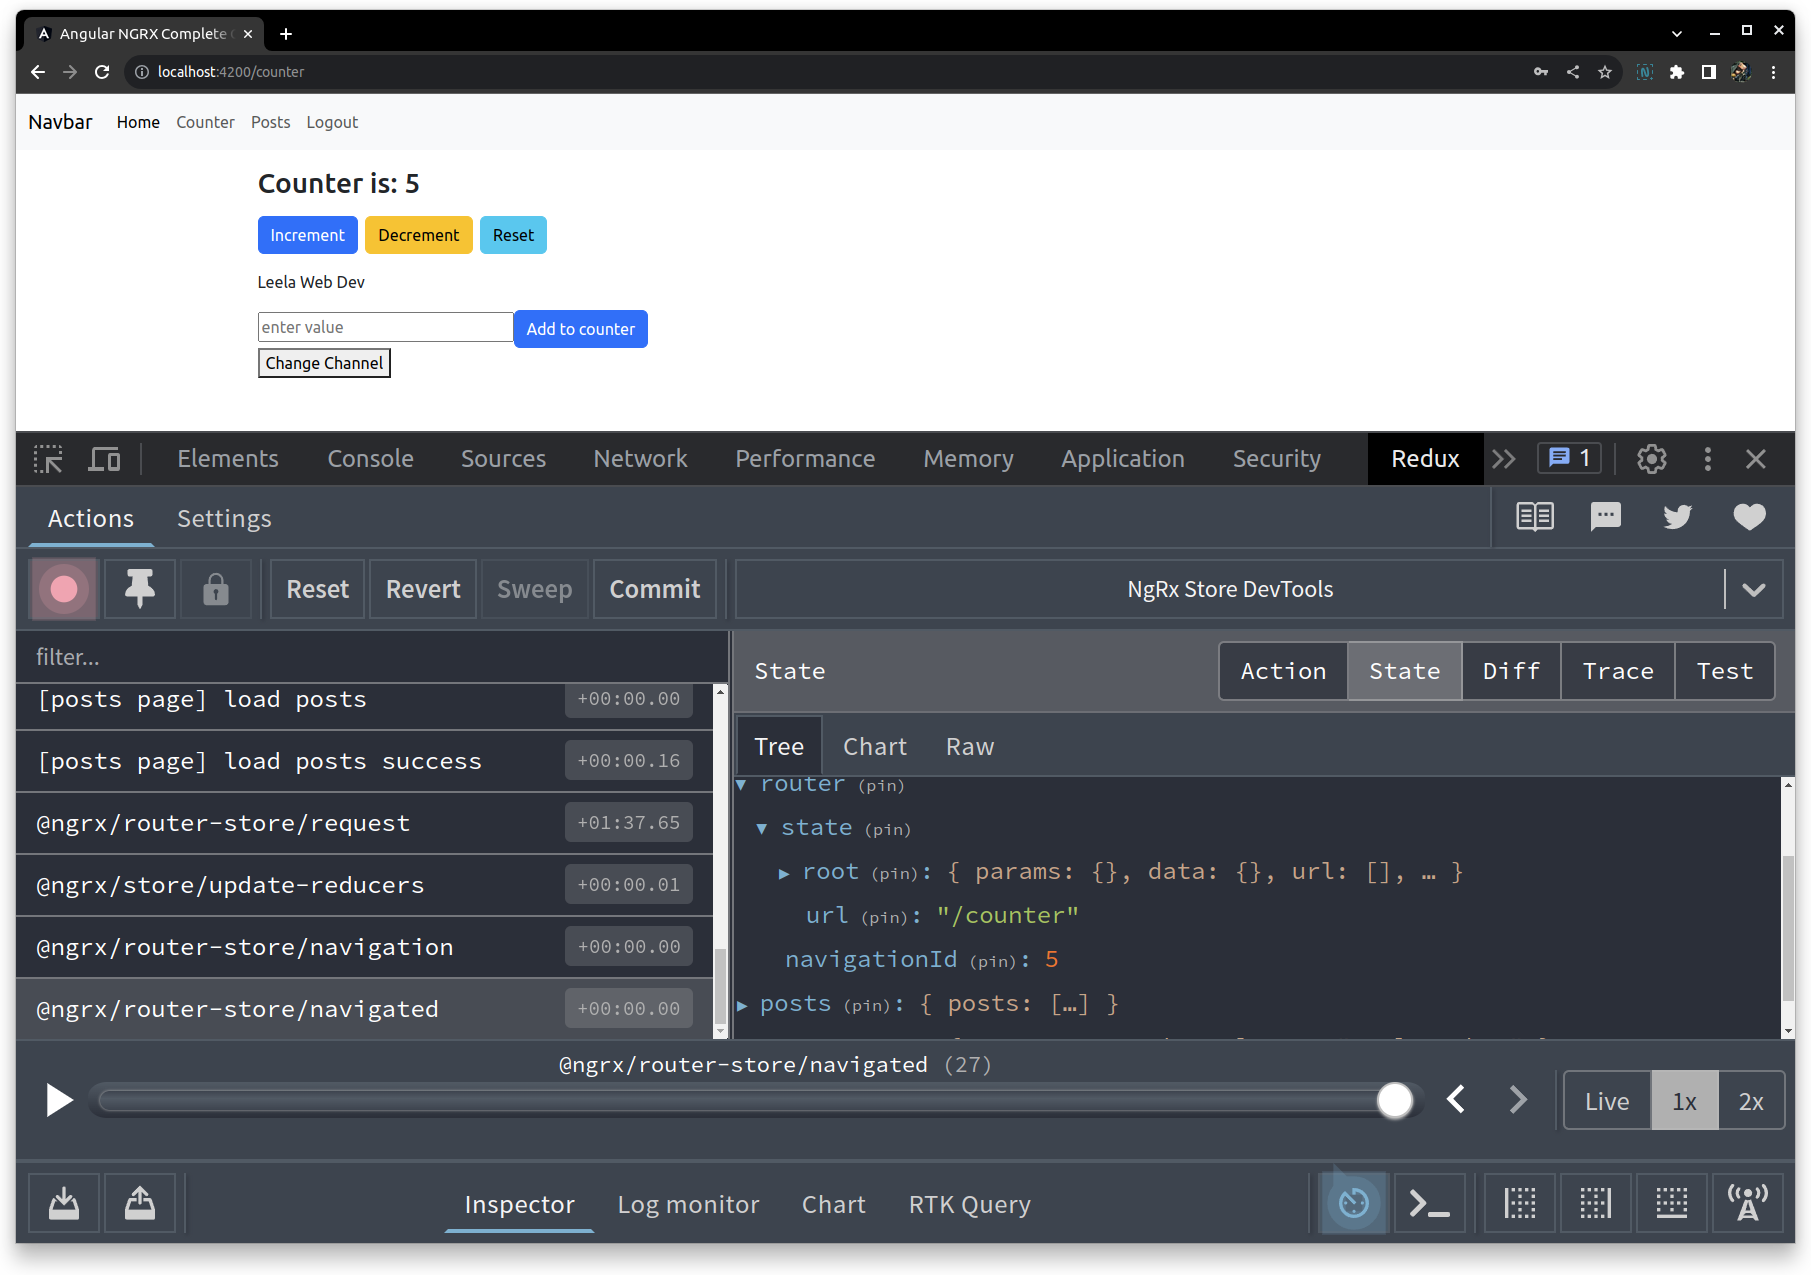 Angular NGRX Complete
localhost:4200/counter
Navbar Home Counter Posts Logout
Counter is: 5
Increment Decrement Reset
Leela Web Dev
enter value Add to counter
Change Channel
Elements Console Sources Network Performance Memory Application Security Redux 1
Actions Settings
Reset Revert Sweep Commit NgRx Store DevTools
filter...
[posts page] load posts +00:00.00
[posts page] load posts success +00:00.16
@ngrx/router-store/request +01:37.65
@ngrx/store/update-reducers +00:00.01
@ngrx/router-store/navigation +00:00.00
@ngrx/router-store/navigated +00:00.00
State Action State Diff Trace Test
Tree Chart Raw
router (pin)
state (pin)
root (pin): { params: {}, data: {}, url: [], … }
url (pin): "/counter"
navigationId (pin): 5
posts (pin): { posts: […] }
@ngrx/router-store/navigated (27)
Live 1x 2x
Inspector Log monitor Chart RTK Query